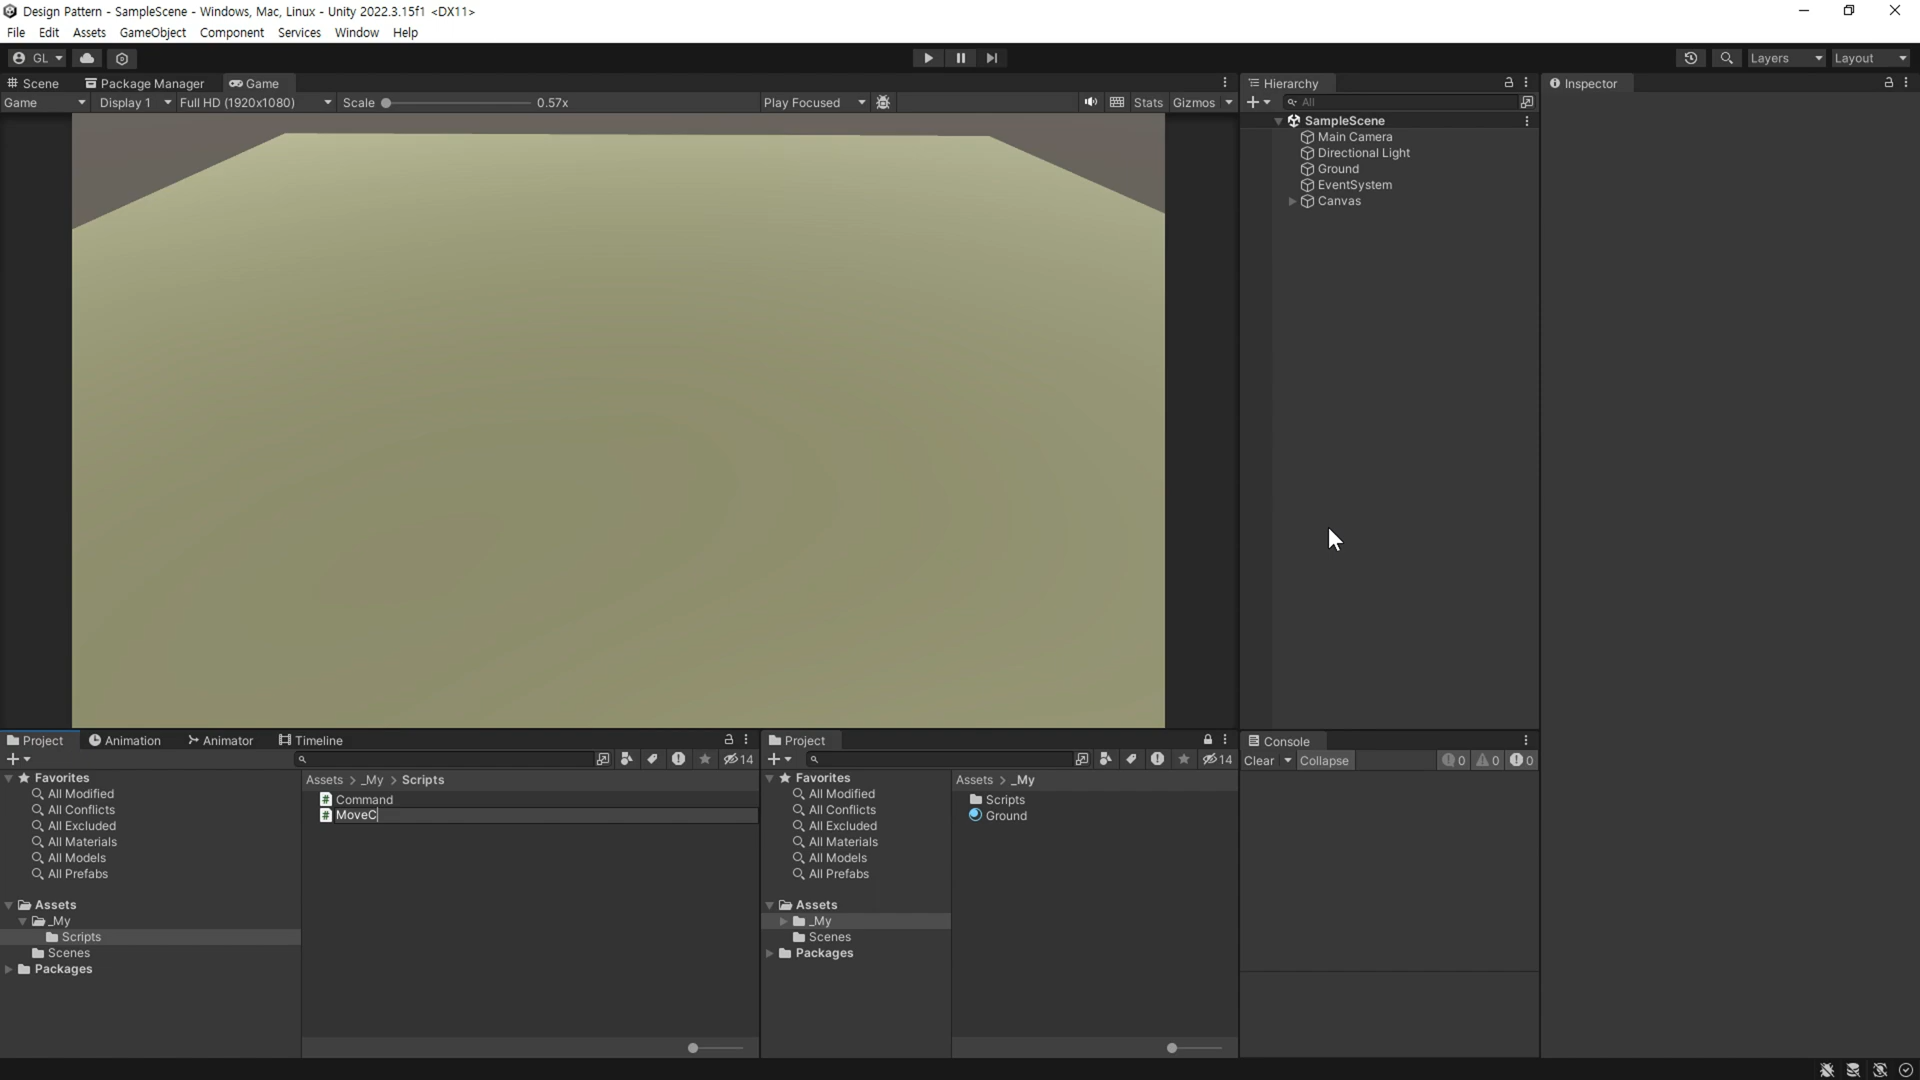 Design Pattern - SampleScene - Windows, Mac, Linux - Unity 2022.3.15f1 <DX11>
File Edit Assets GameObject Component Services Window Help
GL Layers Layout
Scene Package Manager Game
Game Display 1 Full HD (1920x1080) Scale 0.57x Play Focused Stats Gizmos
Hierarchy
All
SampleScene
Main Camera
Directional Light
Ground
EventSystem
Canvas
Inspector
Project Animation Animator Timeline
14
Favorites
All Modified
All Conflicts
All Excluded
All Materials
All Models
All Prefabs
Assets
_My
Scripts
Scenes
Packages
Assets > _My > Scripts
Command
MoveC
Project
14
Favorites
All Modified
All Conflicts
All Excluded
All Materials
All Models
All Prefabs
Assets
_My
Scenes
Packages
Assets > _My
Scripts
Ground
Console
Clear Collapse 0 0 0